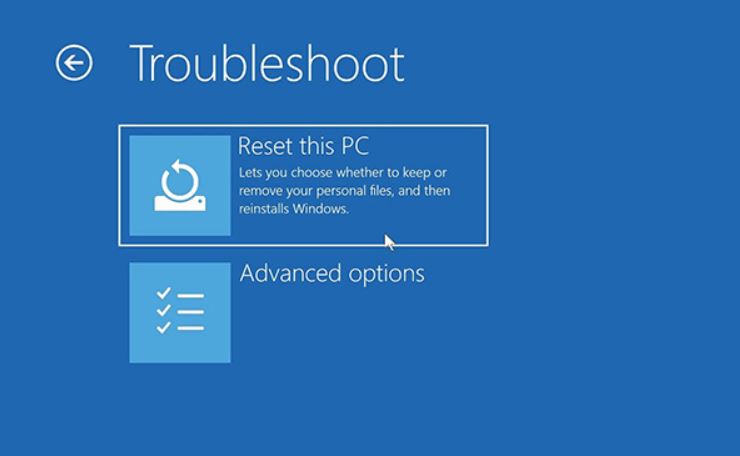 Troubleshoot
Reset this PC
Lets you choose whether to keep or
remove your personal files, and then
reinstalls Windows.
Advanced options